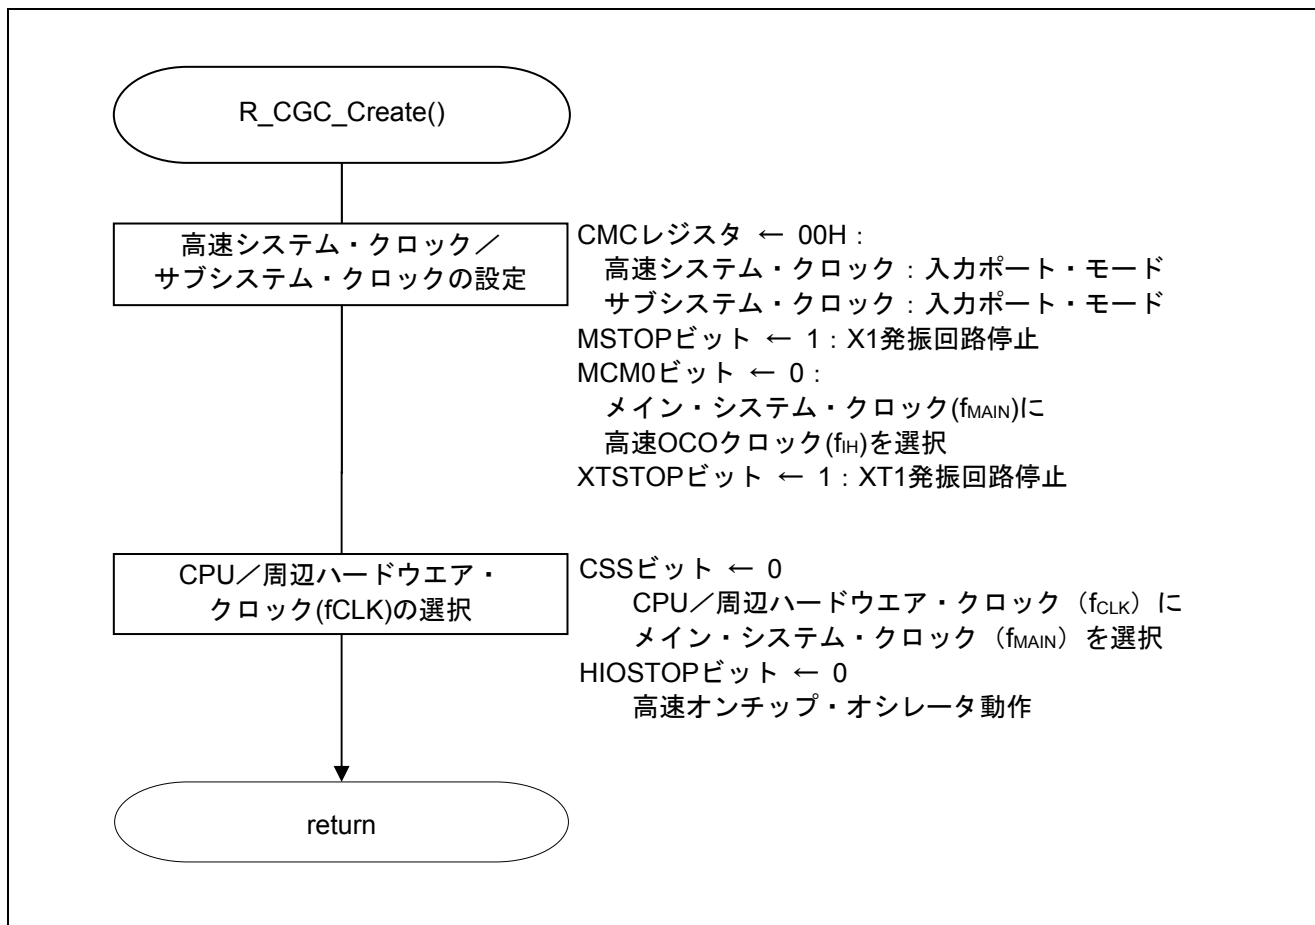 R_CGC_Create()
高速システム・クロック／
サブシステム・クロックの設定
CMCレジスタ ← 00H：
高速システム・クロック：入力ポート・モード
サブシステム・クロック：入力ポート・モード
MSTOPビット ← 1：X1発振回路停止
MCM0ビット ← 0：
メイン・システム・クロック(fMAIN)に
高速OCOクロック(fIH)を選択
XTSTOPビット ← 1：XT1発振回路停止
CPU／周辺ハードウエア・
クロック(fCLK)の選択
CSSビット ← 0
CPU／周辺ハードウエア・クロック（fCLK）に
メイン・システム・クロック（fMAIN）を選択
HIOSTOPビット ← 0
高速オンチップ・オシレータ動作
return